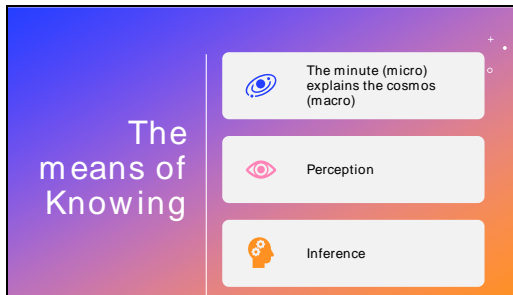 The
means of
Knowing
The minute (micro)
explains the cosmos
(macro)
Perception
Inference